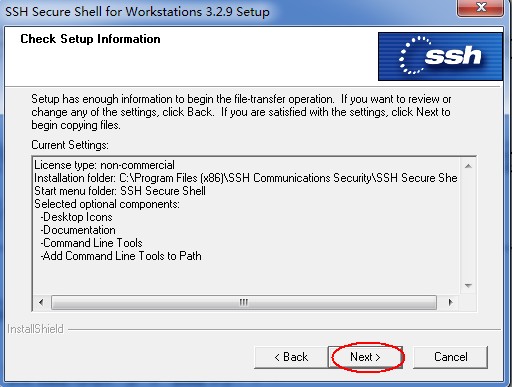 SSH Secure Shell for Workstations 3.2.9 Setup
Check Setup Information
ssh
Setup has enough information to begin the file-transfer operation. If you want to review or
change any of the settings, click Back. If you are satisfied with the settings, click Next to
begin copying files.
Current Settings:
License type: non-commercial
Installation folder: C:\Program Files (x86)\SSH Communications Security\SSH Secure She
Start menu folder: SSH Secure Shell
Selected optional components:
-Desktop Icons
-Documentation
-Command Line Tools
-Add Command Line Tools to Path
InstallShield
< Back
Next >
Cancel